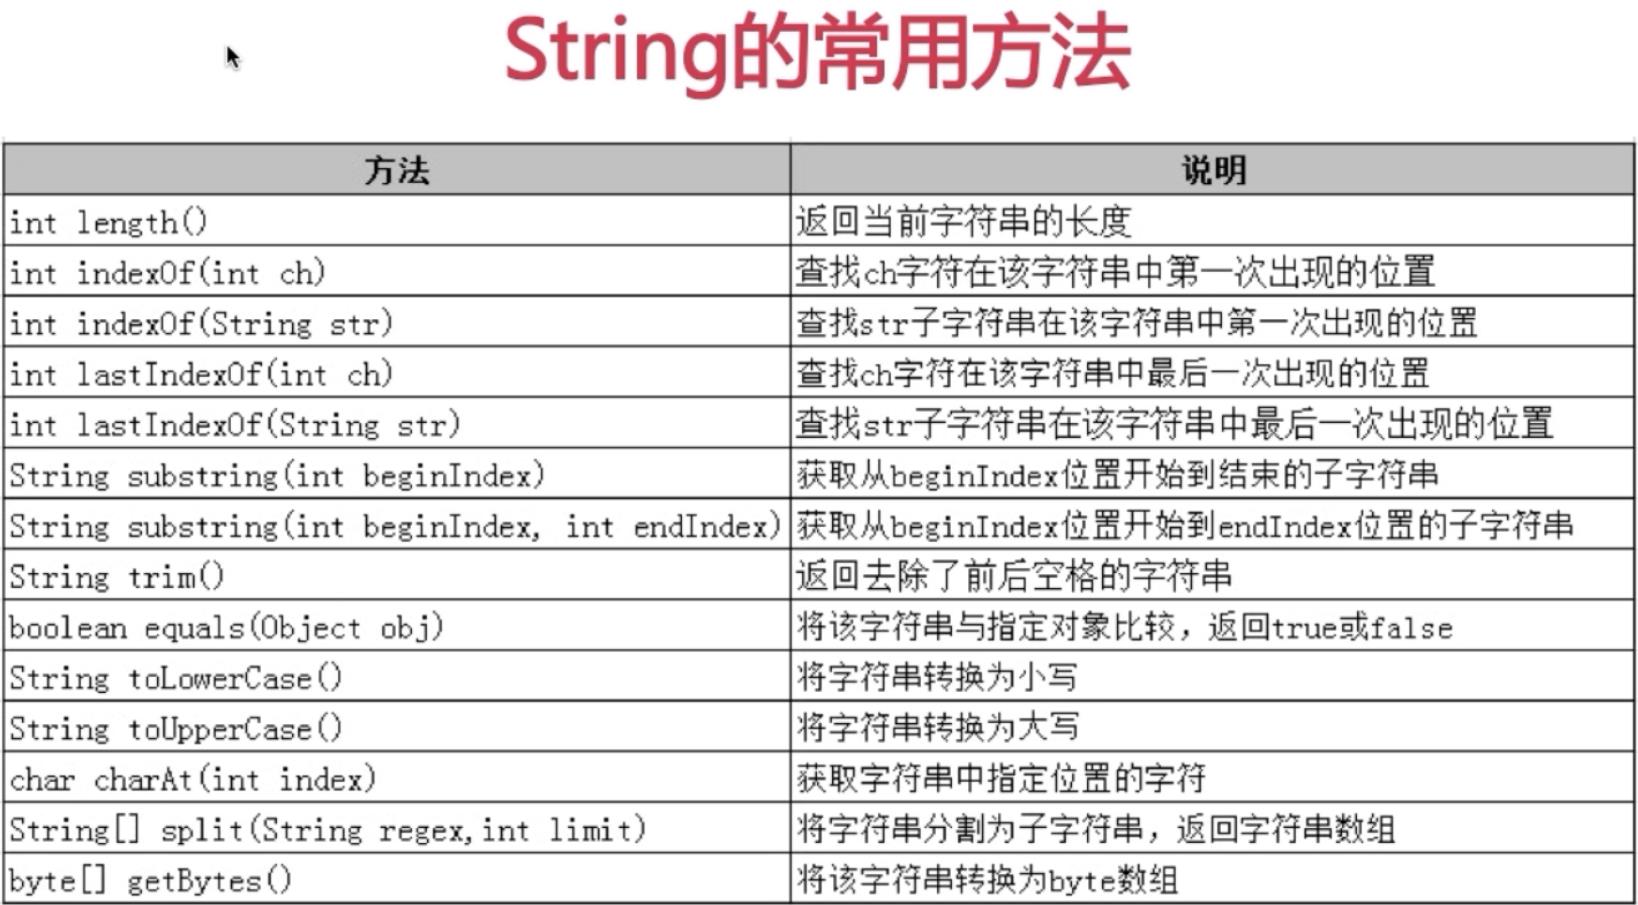 String的常用方法
方法 说明
int length() 返回当前字符串的长度
int indexOf(int ch) 查找ch字符在该字符串中第一次出现的位置
int indexOf(String str) 查找str子字符串在该字符串中第一次出现的位置
int lastIndexOf(int ch) 查找ch字符在该字符串中最后一次出现的位置
int lastIndexOf(String str) 查找str子字符串在该字符串中最后一次出现的位置
String substring(int beginIndex) 获取从beginIndex位置开始到结束的子字符串
String substring(int beginIndex, int endIndex) 获取从beginIndex位置开始到endIndex位置的子字符串
String trim() 返回去除了前后空格的字符串
boolean equals(Object obj) 将该字符串与指定对象比较，返回true或false
String toLowerCase() 将字符串转换为小写
String toUpperCase() 将字符串转换为大写
char charAt(int index) 获取字符串中指定位置的字符
String[] split(String regex,int limit) 将字符串分割为子字符串，返回字符串数组
byte[] getBytes() 将该字符串转换为byte数组